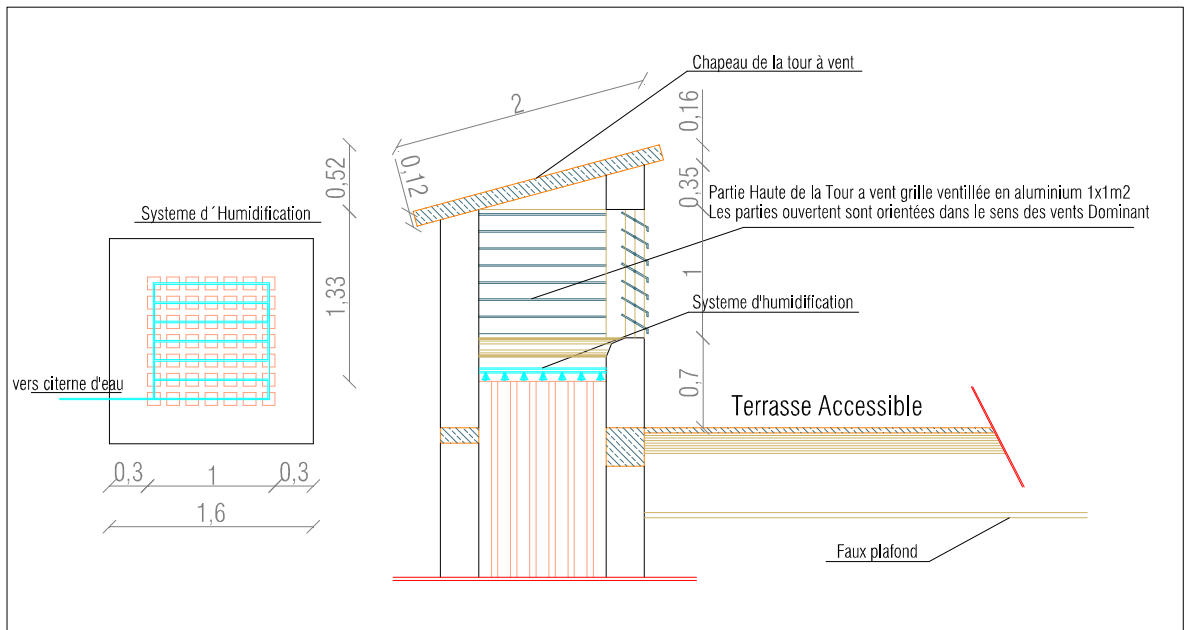 Chapeau de la tour à vent
2
0,16
0,52
0,12
0,35
Partie Haute de la Tour a vent grille ventillée en aluminium 1x1m2
Les parties ouvertent sont orientées dans le sens des vents Dominant
Systeme d´Humidification
1,33
1
Systeme d'humidification
vers citerne d'eau
0,7
Terrasse Accessible
0,3
1
0,3
1,6
Faux plafond